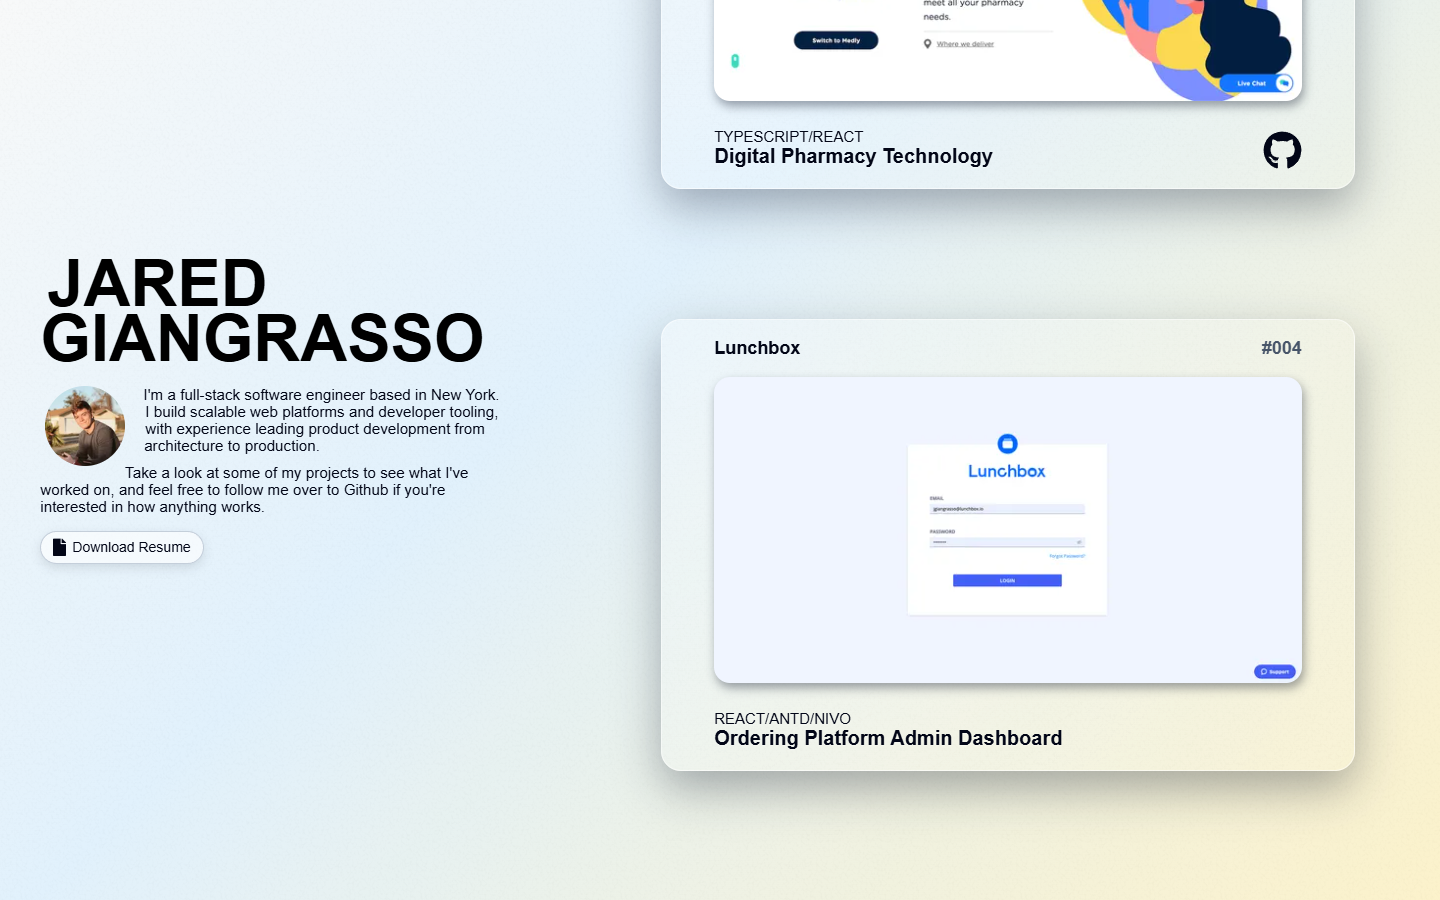 JARED
GIANGRASSO
I'm a full-stack software engineer based in New York.
I build scalable web platforms and developer tooling,
with experience leading product development from
architecture to production.
Take a look at some of my projects to see what I've
worked on, and feel free to follow me over to Github if you're
interested in how anything works.
Download Resume
meet all your pharmacy
needs.
Switch to Medly
Where we deliver
Live Chat
TYPESCRIPT/REACT
Digital Pharmacy Technology
Lunchbox
#004
Lunchbox
EMAIL
jgiangrasso@lunchbox.io
PASSWORD
Forgot Password?
LOGIN
Support
REACT/ANTD/NIVO
Ordering Platform Admin Dashboard